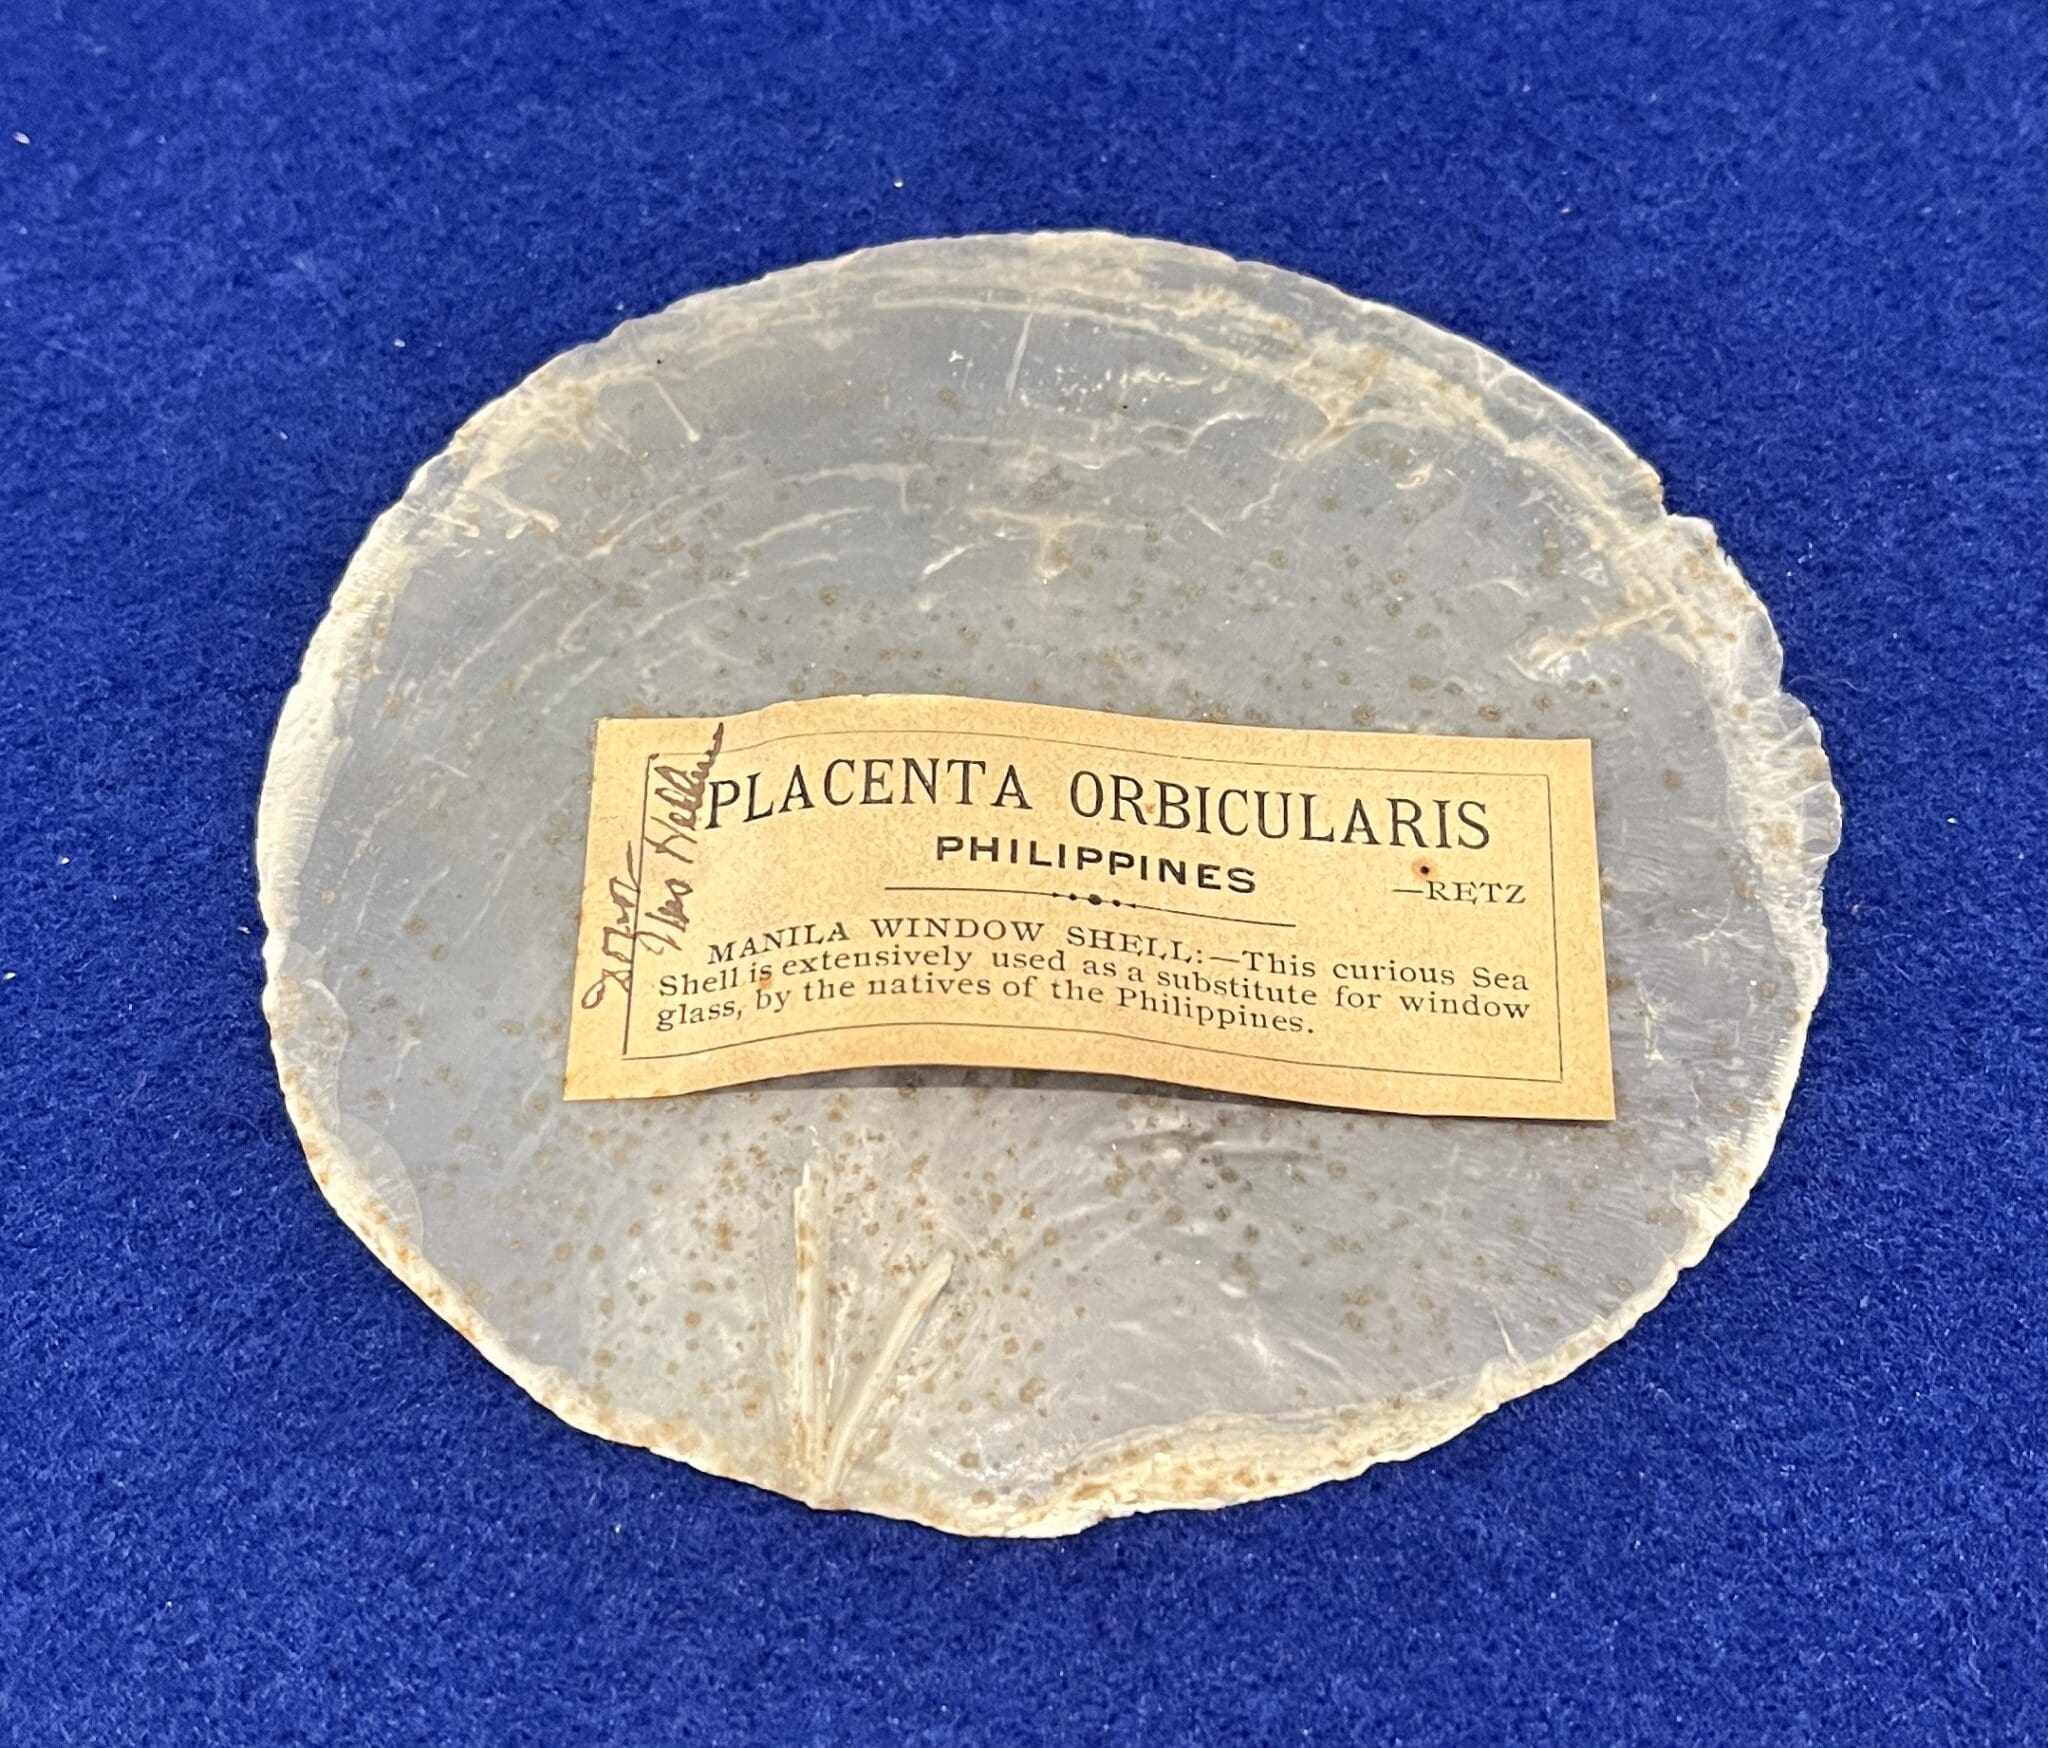 PLACENTA ORBICULARIS
PHILIPPINES
—RETZ
MANILA WINDOW SHELL:—This curious Sea
Shell is extensively used as a substitute for window
glass, by the natives of the Philippines.